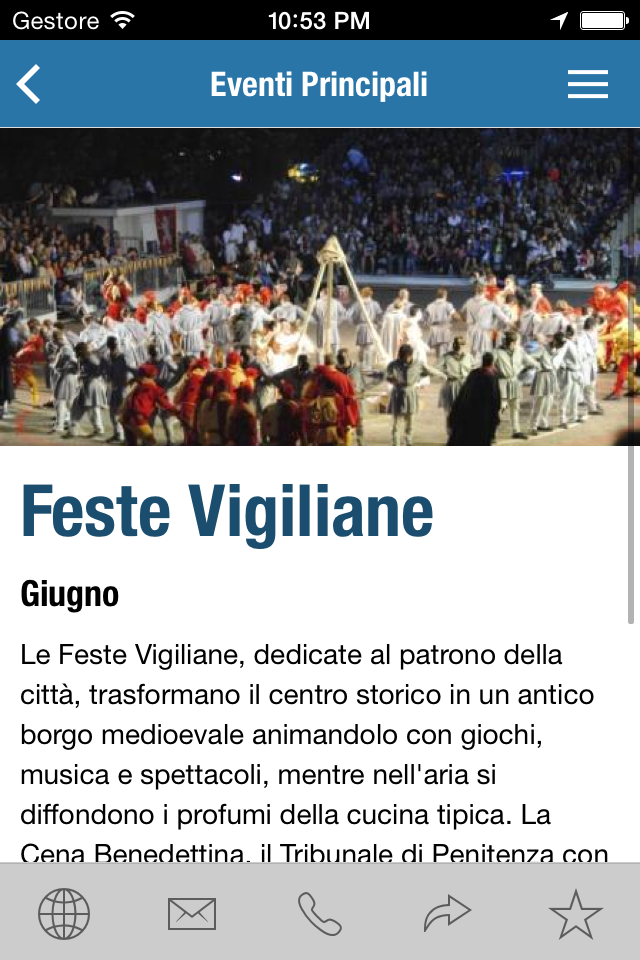 Gestore 10:53 PM
Eventi Principali
Feste Vigiliane
Giugno
Le Feste Vigiliane, dedicate al patrono della
città, trasformano il centro storico in un antico
borgo medioevale animandolo con giochi,
musica e spettacoli, mentre nell'aria si
diffondono i profumi della cucina tipica. La
Cena Benedettina, il Tribunale di Penitenza con